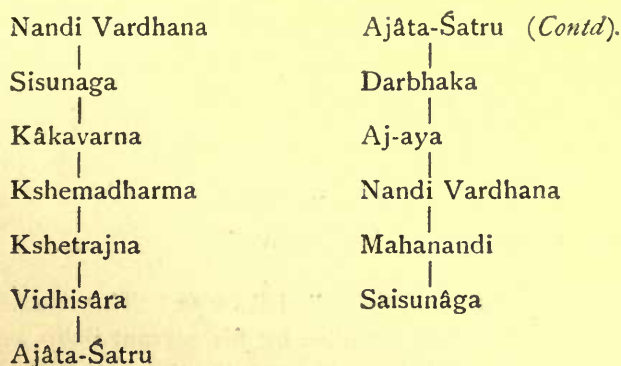 Nandi Vardhana
Sisunaga
Kâkavarna
Kshemadharma
Kshetrajna
Vidhisâra
Ajâta-Śatru
Ajâta-Śatru (Contd).
Darbhaka
Aj-aya
Nandi Vardhana
Mahanandi
Saisunâga